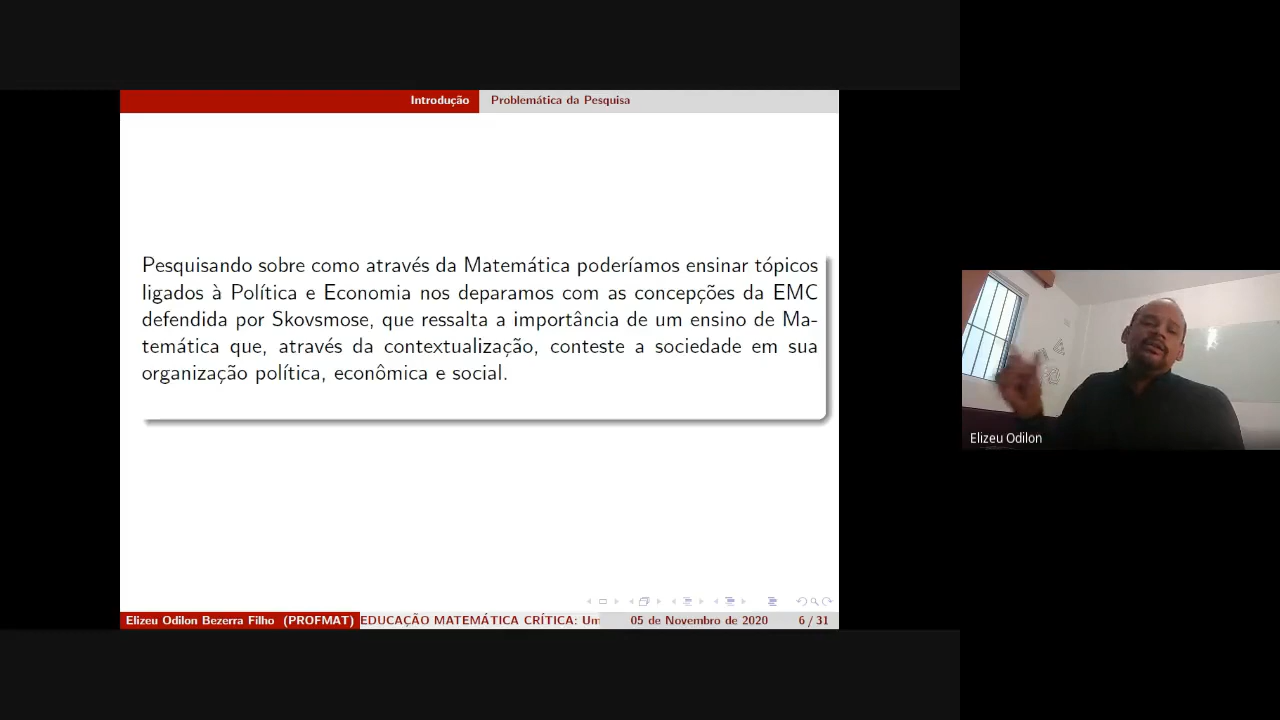 Introdução
Problemática da Pesquisa
Pesquisando sobre como através da Matemática poderíamos ensinar tópicos
ligados à Política e Economia nos deparamos com as concepções da EMC
defendida por Skovsmose, que ressalta a importância de um ensino de Ma-
temática que, através da contextualização, conteste a sociedade em sua
organização política, econômica e social.
Elizeu Odilon
Elizeu Odilon Bezerra Filho (PROFMAT)
EDUCAÇÃO MATEMÁTICA CRÍTICA: Um
05 de Novembro de 2020
6 / 31